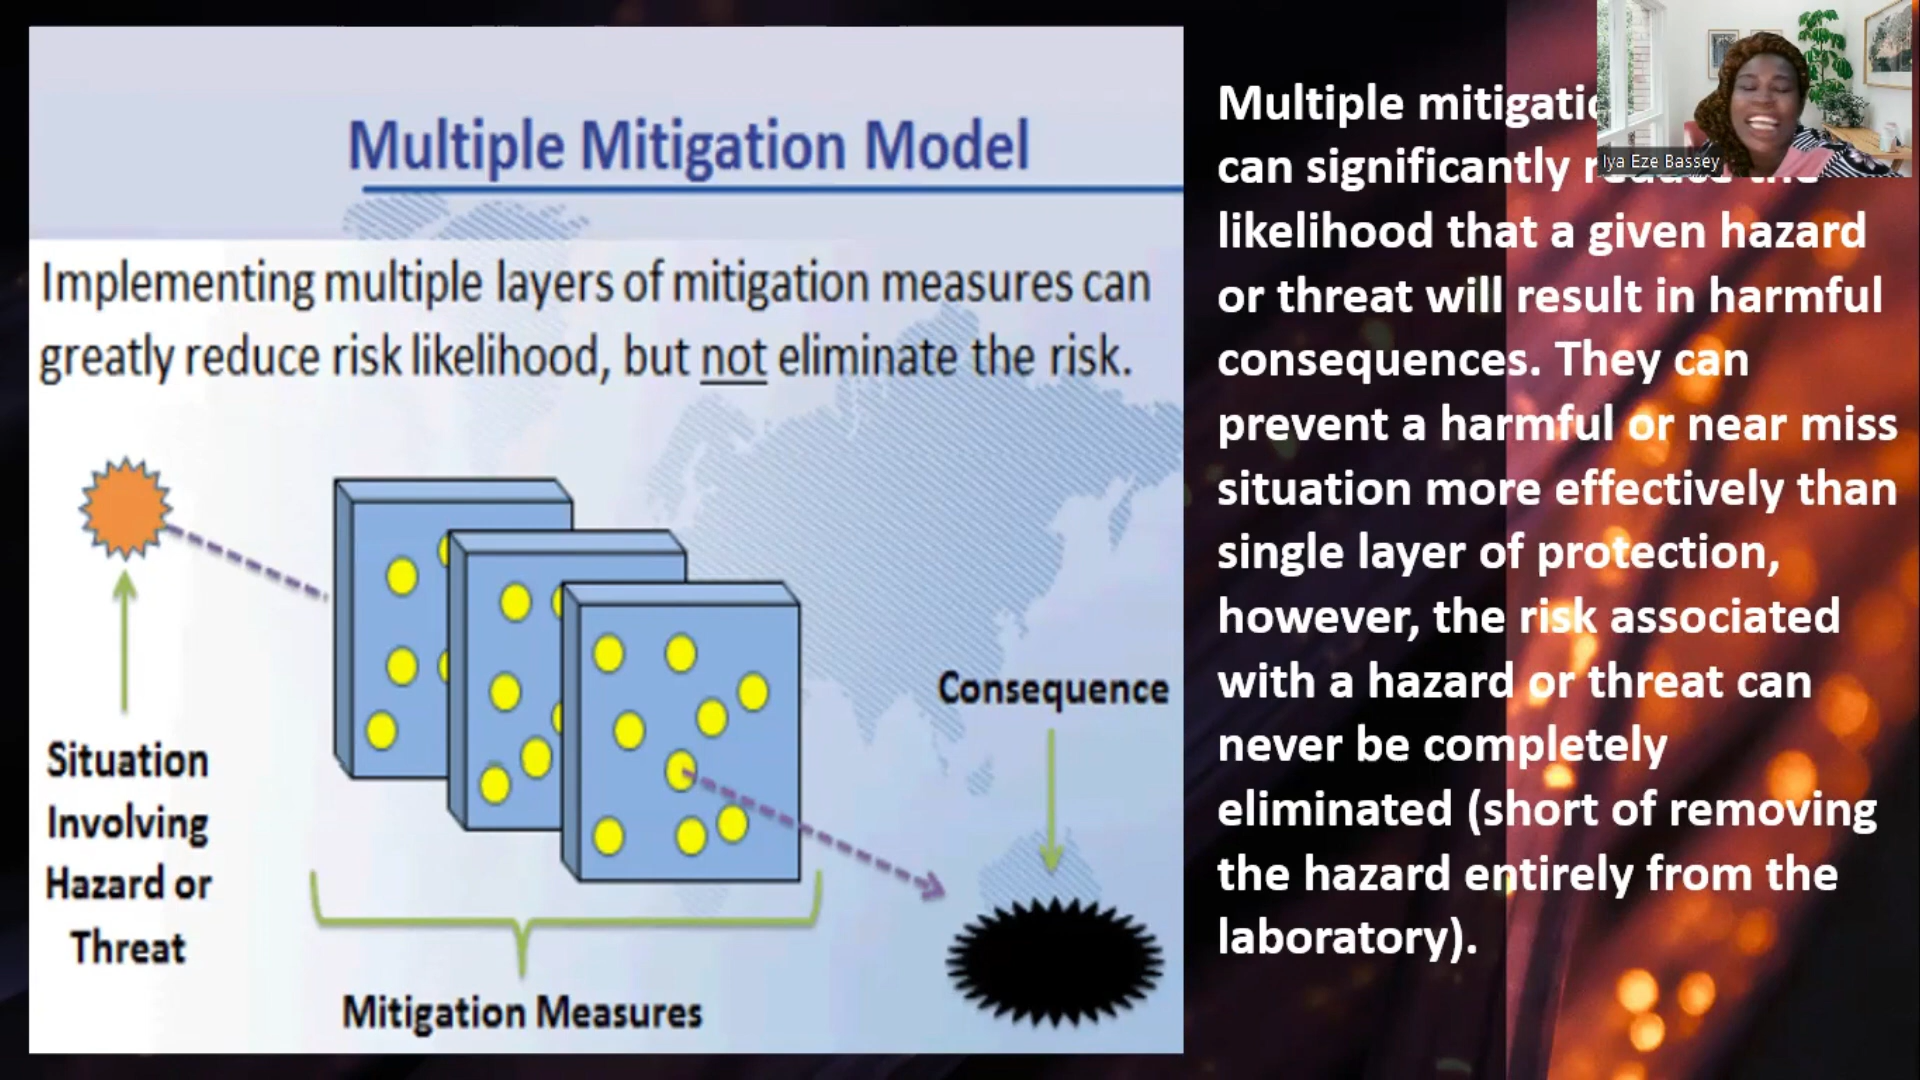 Multiple Mitigation Model
Implementing multiple layers of mitigation measures can
greatly reduce risk likelihood, but not eliminate the risk.
Situation
Involving
Hazard or
Threat
Mitigation Measures
Consequence
Multiple
can significantly
likelihood that a given hazard
or threat will result in harmful
consequences. They can
prevent a harmful or near miss
situation more effectively than
single layer of protection,
however, the risk associated
with a hazard or threat can
never be completely
eliminated (short of removing
the hazard entirely from the
laboratory).
Iya Eze Bassey